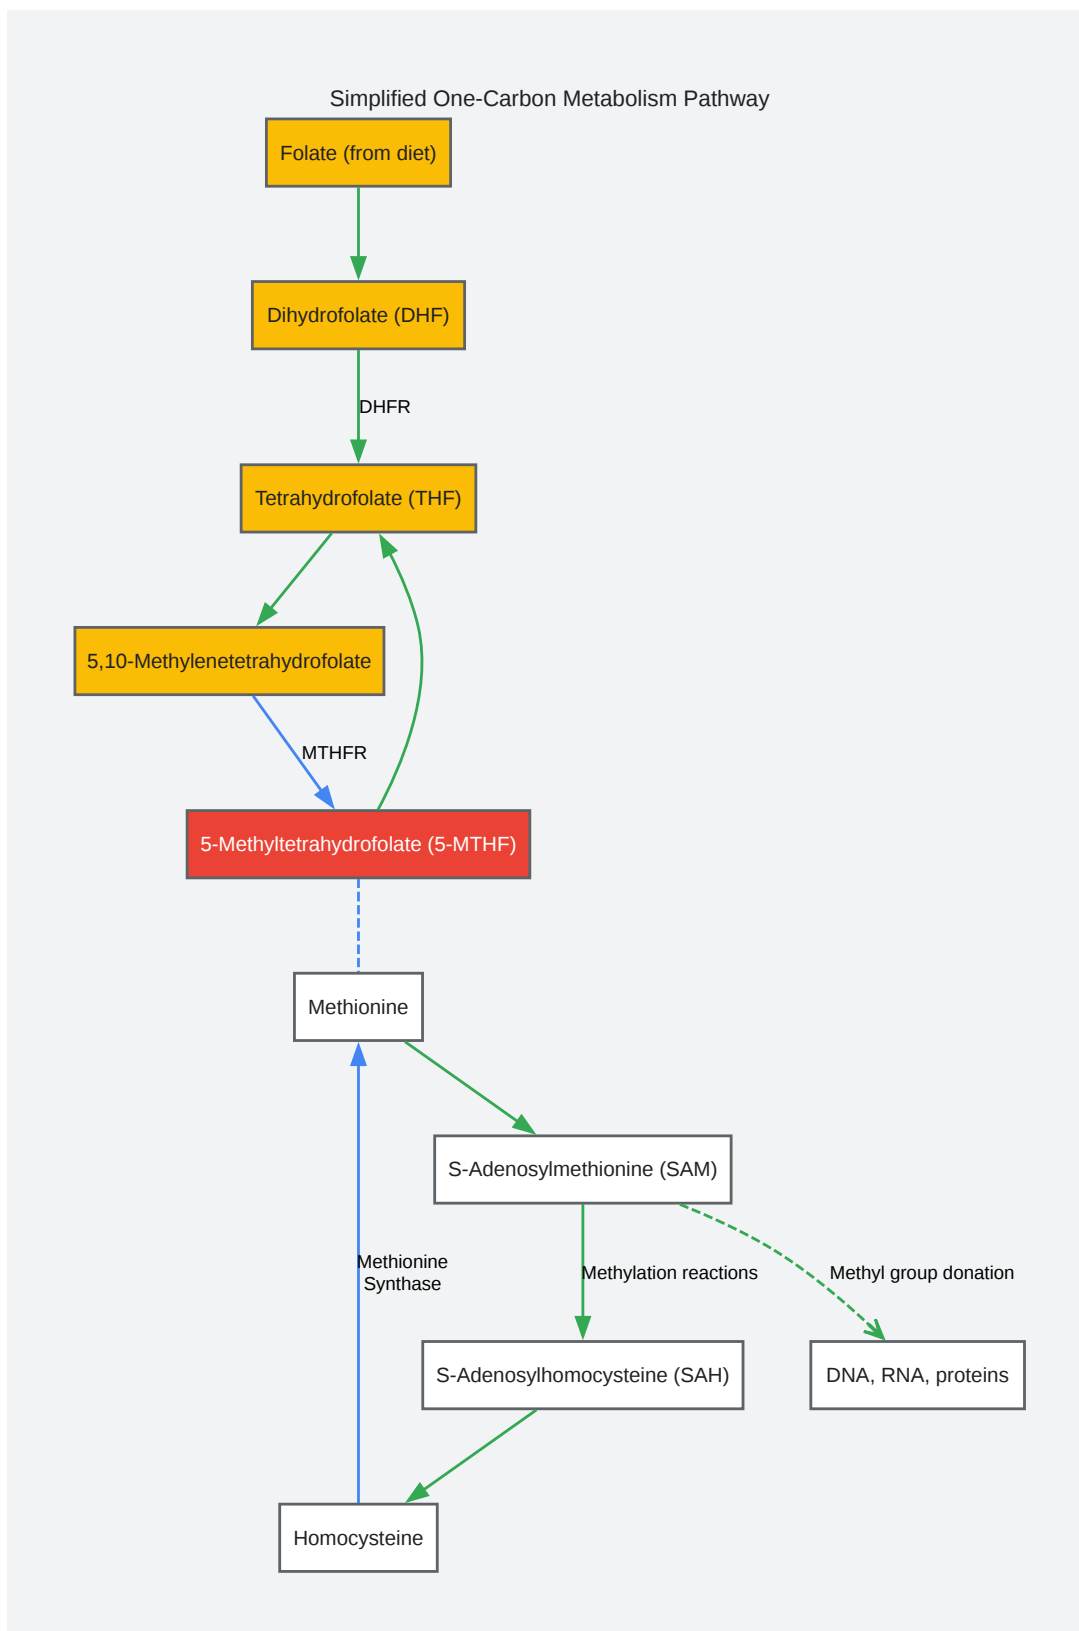 Simplified One-Carbon Metabolism Pathway
Folate (from diet)
Dihydrofolate (DHF)
DHFR
Tetrahydrofolate (THF)
5,10-Methylenetetrahydrofolate
MTHFR
5-Methyltetrahydrofolate (5-MTHF)
Methionine
S-Adenosylmethionine (SAM)
Methionine
Synthase
Methylation reactions
Methyl group donation
S-Adenosylhomocysteine (SAH)
DNA, RNA, proteins
Homocysteine